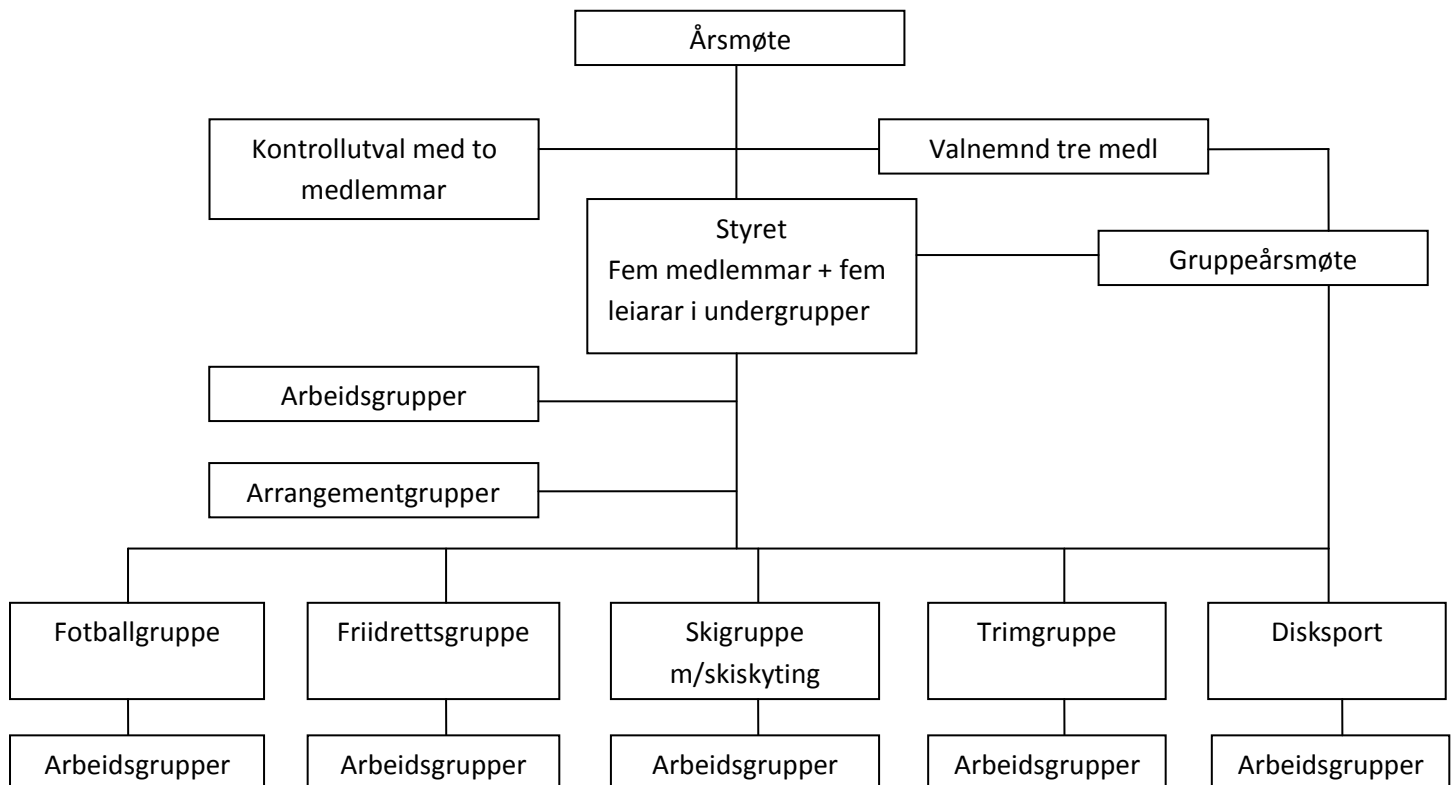 Årsmøte
Kontrollutval med to
medlemmar
Valnemnd tre medl
Styret
Fem medlemmar + fem
leiarar i undergrupper
Gruppeårsmøte
Arbeidsgrupper
Arrangementgrupper
Fotballgruppe
Friidrettsgruppe
Skigruppe
m/skiskyting
Trimgruppe
Disksport
Arbeidsgrupper
Arbeidsgrupper
Arbeidsgrupper
Arbeidsgrupper
Arbeidsgrupper